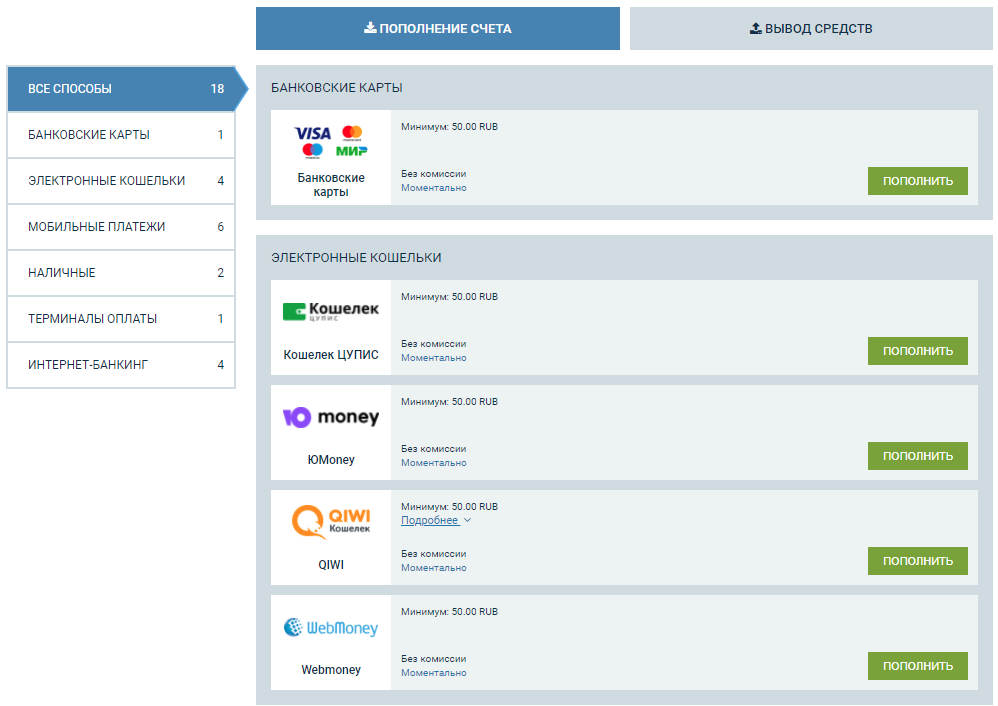 ПОПОЛНЕНИЕ СЧЕТА
ВЫВОД СРЕДСТВ
ВСЕ СПОСОБЫ 18
БАНКОВСКИЕ КАРТЫ 1
ЭЛЕКТРОННЫЕ КОШЕЛЬКИ 4
МОБИЛЬНЫЕ ПЛАТЕЖИ 6
НАЛИЧНЫЕ 2
ТЕРМИНАЛЫ ОПЛАТЫ 1
ИНТЕРНЕТ-БАНКИНГ 4
БАНКОВСКИЕ КАРТЫ
VISA
МИР
Банковские
карты
Минимум: 50.00 RUB
Без комиссии
Моментально
ПОПОЛНИТЬ
ЭЛЕКТРОННЫЕ КОШЕЛЬКИ
Кошелек
ЦУПИС
Кошелек ЦУПИС
Минимум: 50.00 RUB
Без комиссии
Моментально
ПОПОЛНИТЬ
Ю money
ЮMoney
Минимум: 50.00 RUB
Без комиссии
Моментально
ПОПОЛНИТЬ
QIWI
Кошелек
QIWI
Минимум: 50.00 RUB
Подробнее
Без комиссии
Моментально
ПОПОЛНИТЬ
WebMoney
Webmoney
Минимум: 50.00 RUB
Без комиссии
Моментально
ПОПОЛНИТЬ